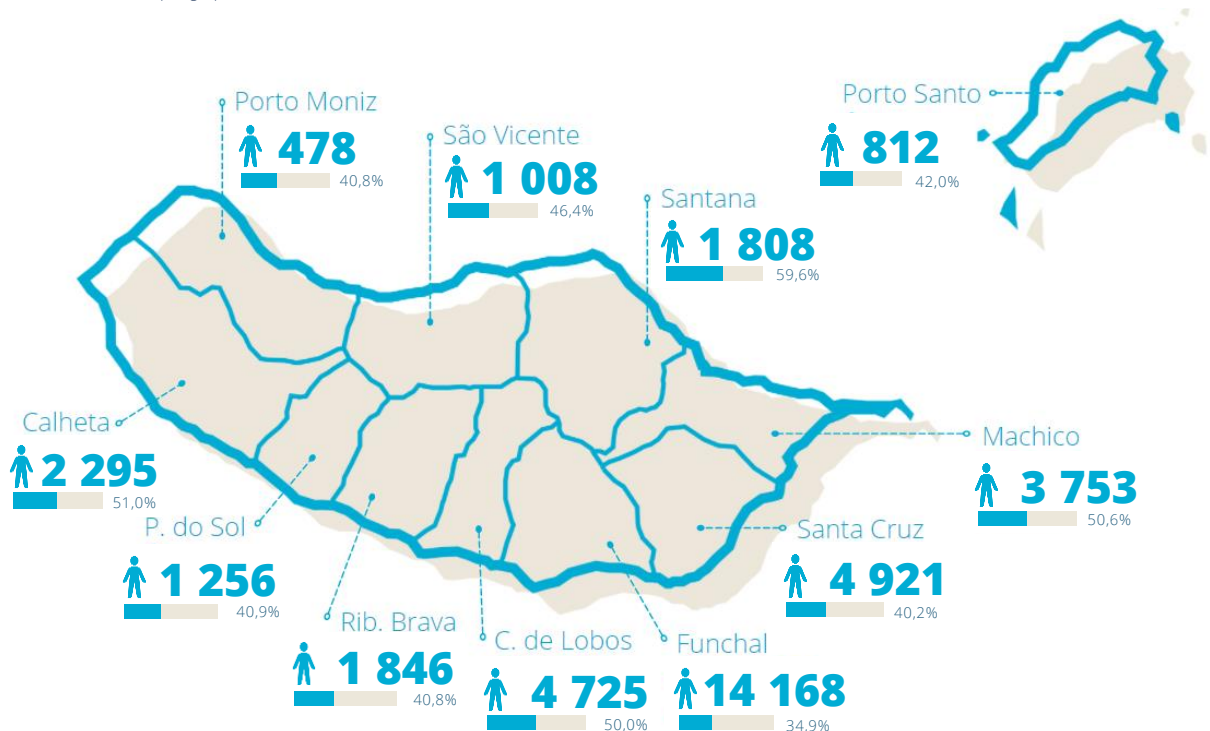 Porto Moniz
478
40,8%
São Vicente
1 008
46,4%
Santana
1 808
59,6%
Porto Santo
812
42,0%
Calheta
2 295
51,0%
P. do Sol
1 256
40,9%
Rib. Brava
1 846
40,8%
C. de Lobos
4 725
50,0%
Funchal
14 168
34,9%
Santa Cruz
4 921
40,2%
Machico
3 753
50,6%